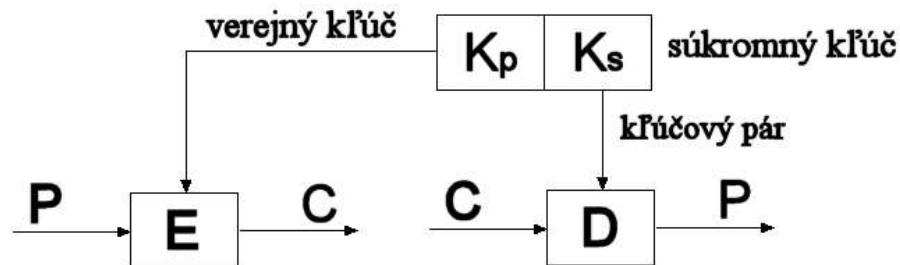 verejný kľúč
Kp Ks
súkromný kľúč
kľúčový pár
P E C C D P